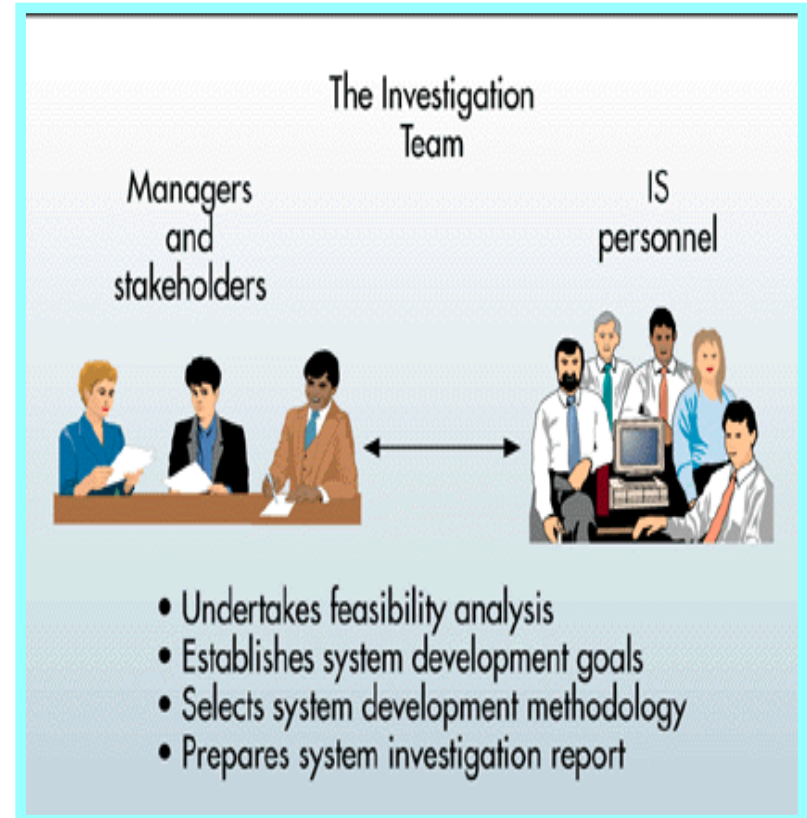 The Investigation
Team
Managers
and
stakeholders
IS
personnel
• Undertakes feasibility analysis
• Establishes system development goals
• Selects system development methodology
• Prepares system investigation report